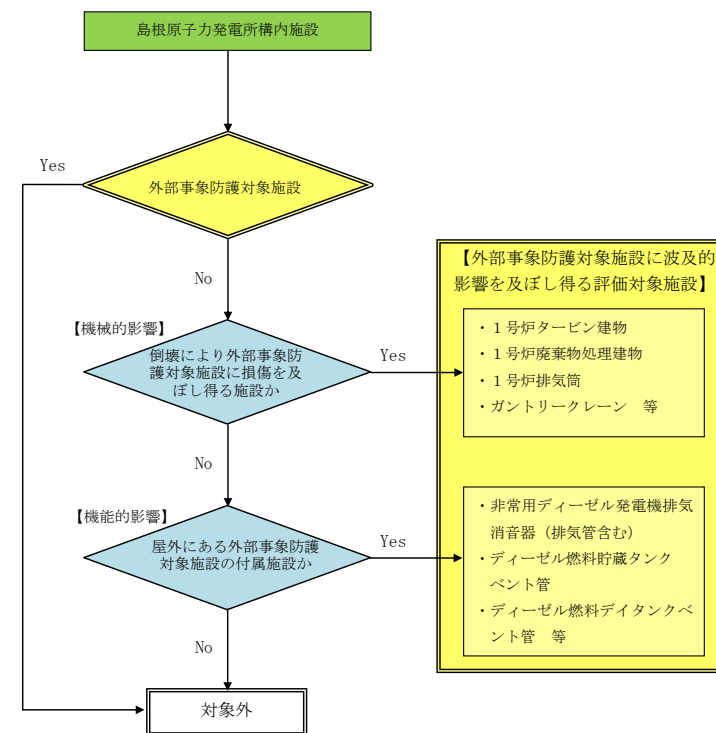 島根原子力発電所構内施設
Yes
外部事象防護対象施設
No
【外部事象防護対象施設に波及的
影響を及ぼし得る評価対象施設】
【機械的影響】
倒壊により外部事象防
護対象施設に損傷を及
ぼし得る施設か
Yes
・１号炉タービン建物
・１号炉廃棄物処理建物
・１号炉排気筒
・ガントリークレーン　等
No
【機能的影響】
屋外にある外部事象防護
対象施設の付属施設か
Yes
・非常用ディーゼル発電機排気
消音器（排気管含む）
・ディーゼル燃料貯蔵タンク
ベント管
・ディーゼル燃料デイタンクベ
ント管　等
No
対象外